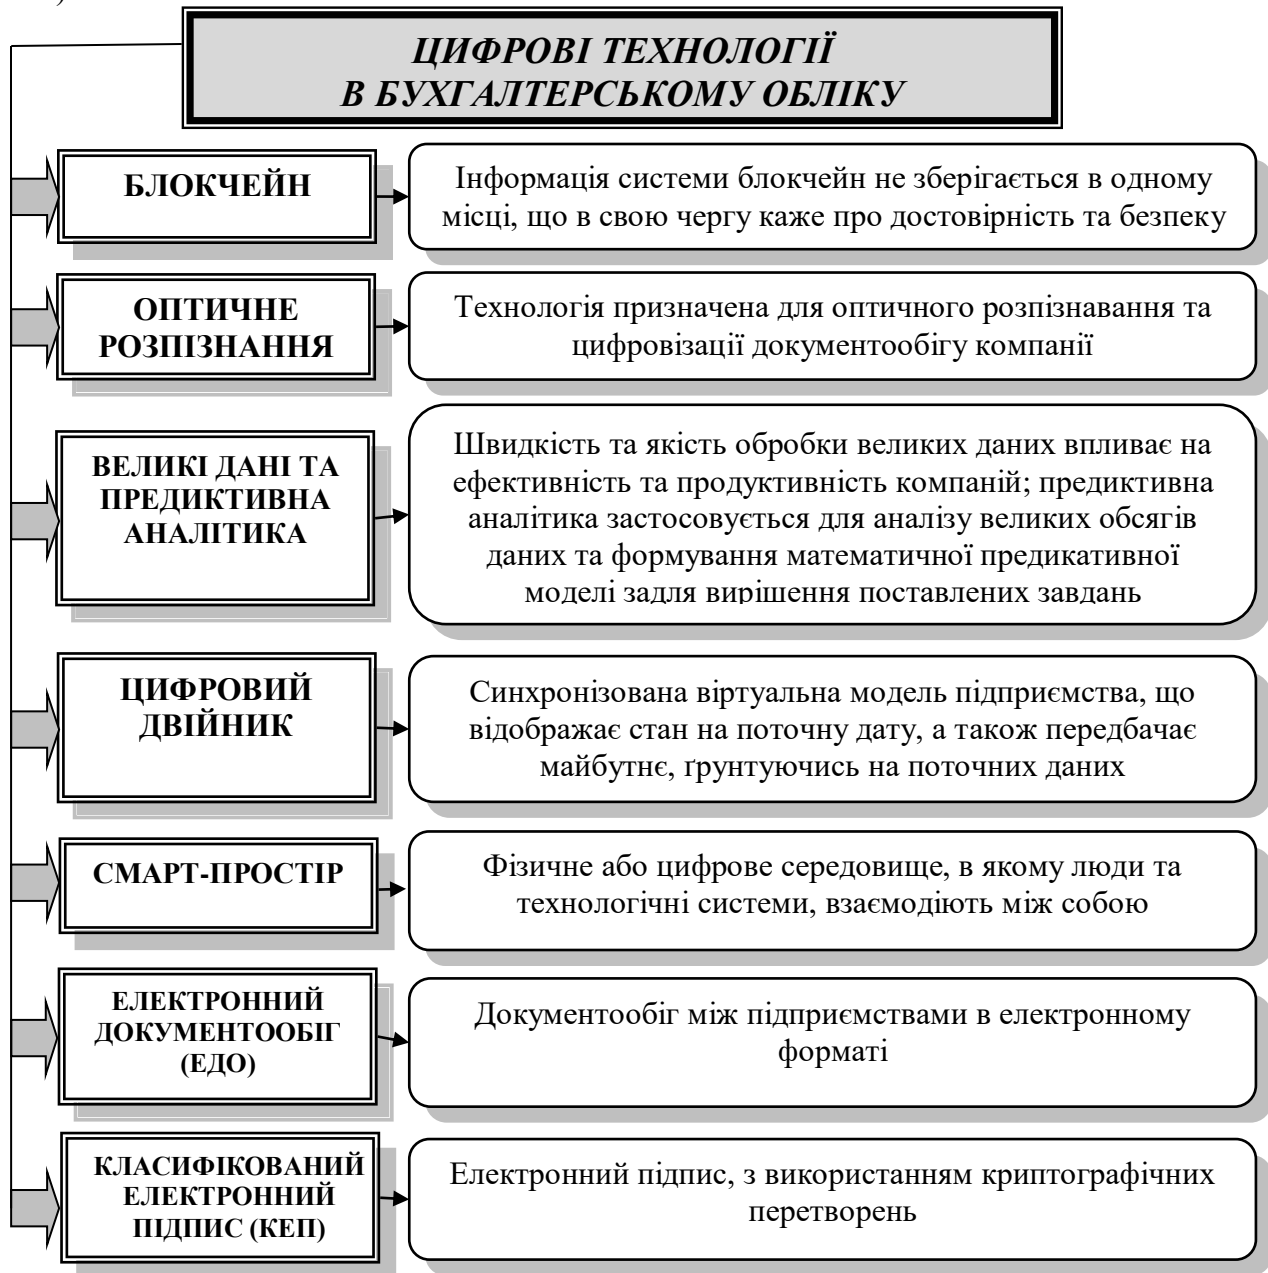 )
ЦИФРОВІ ТЕХНОЛОГІЇ
В БУХГАЛТЕРСЬКОМУ ОБЛІКУ
БЛОКЧЕЙН
Інформація системи блокчейн не зберігається в одному
місці, що в свою чергу каже про достовірність та безпеку
ОПТИЧНЕ
РОЗПІЗНАННЯ
Технологія призначена для оптичного розпізнавання та
цифровізації документообігу компанії
ВЕЛИКІ ДАНІ ТА
ПРЕДИКТИВНА
АНАЛІТИКА
Швидкість та якість обробки великих даних впливає на
ефективність та продуктивність компаній; предиктивна
аналітика застосовується для аналізу великих обсягів
даних та формування математичної предикативної
моделі задля вирішення поставлених завдань
ЦИФРОВИЙ
ДВІЙНИК
Синхронізована віртуальна модель підприємства, що
відображає стан на поточну дату, а також передбачає
майбутнє, ґрунтуючись на поточних даних
СМАРТ-ПРОСТІР
Фізичне або цифрове середовище, в якому люди та
технологічні системи, взаємодіють між собою
ЕЛЕКТРОННИЙ
ДОКУМЕНТООБІГ
(ЕДО)
Документообіг між підприємствами в електронному
форматі
КЛАСИФІКОВАНИЙ
ЕЛЕКТРОННИЙ
ПІДПИС (КЕП)
Електронний підпис, з використанням криптографічних
перетворень